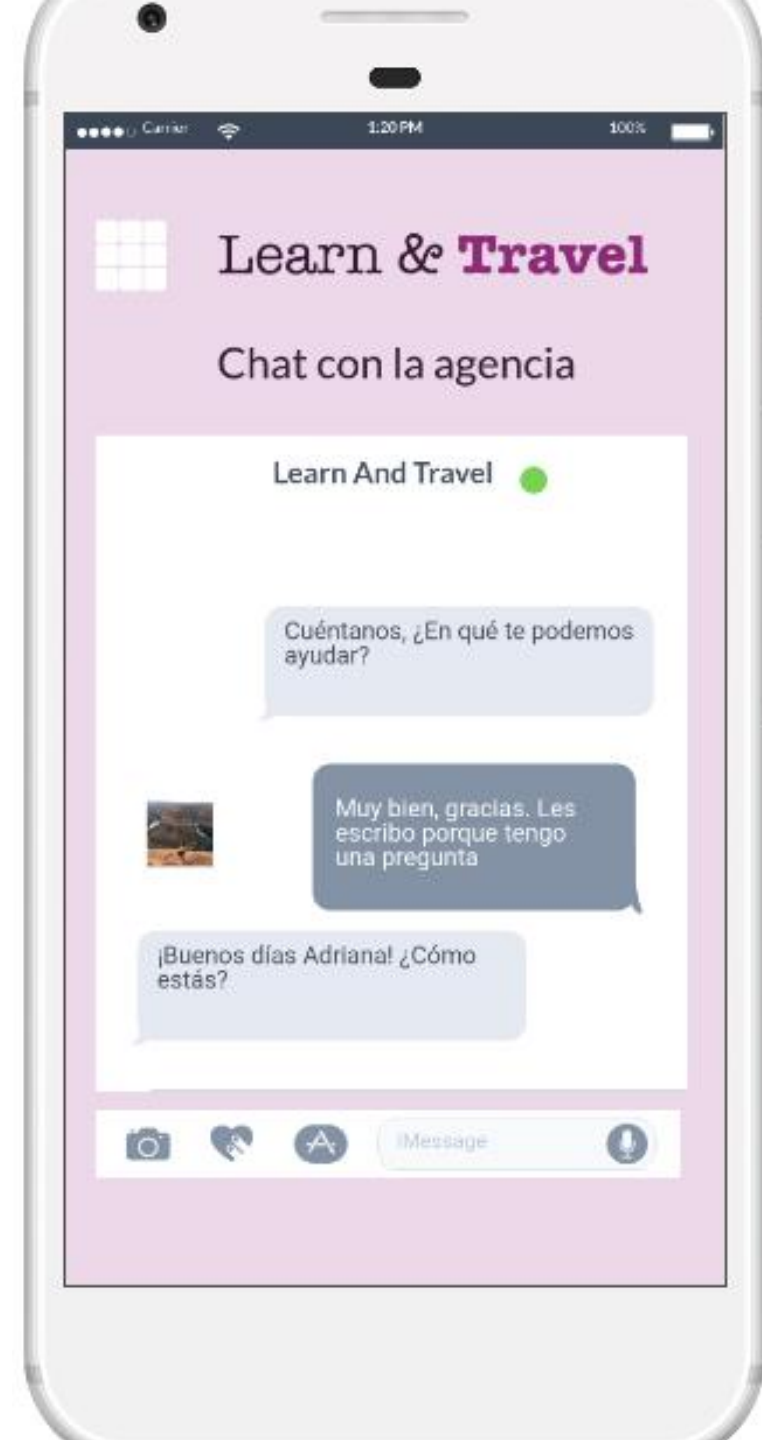 Carrier 1:20 PM 100%
Learn & Travel
Chat con la agencia
Learn And Travel
Cuéntanos, ¿En qué te podemos
ayudar?
Muy bien, gracias. Les
escribo porque tengo
una pregunta
¡Buenos días Adriana! ¿Cómo
estás?
iMessage